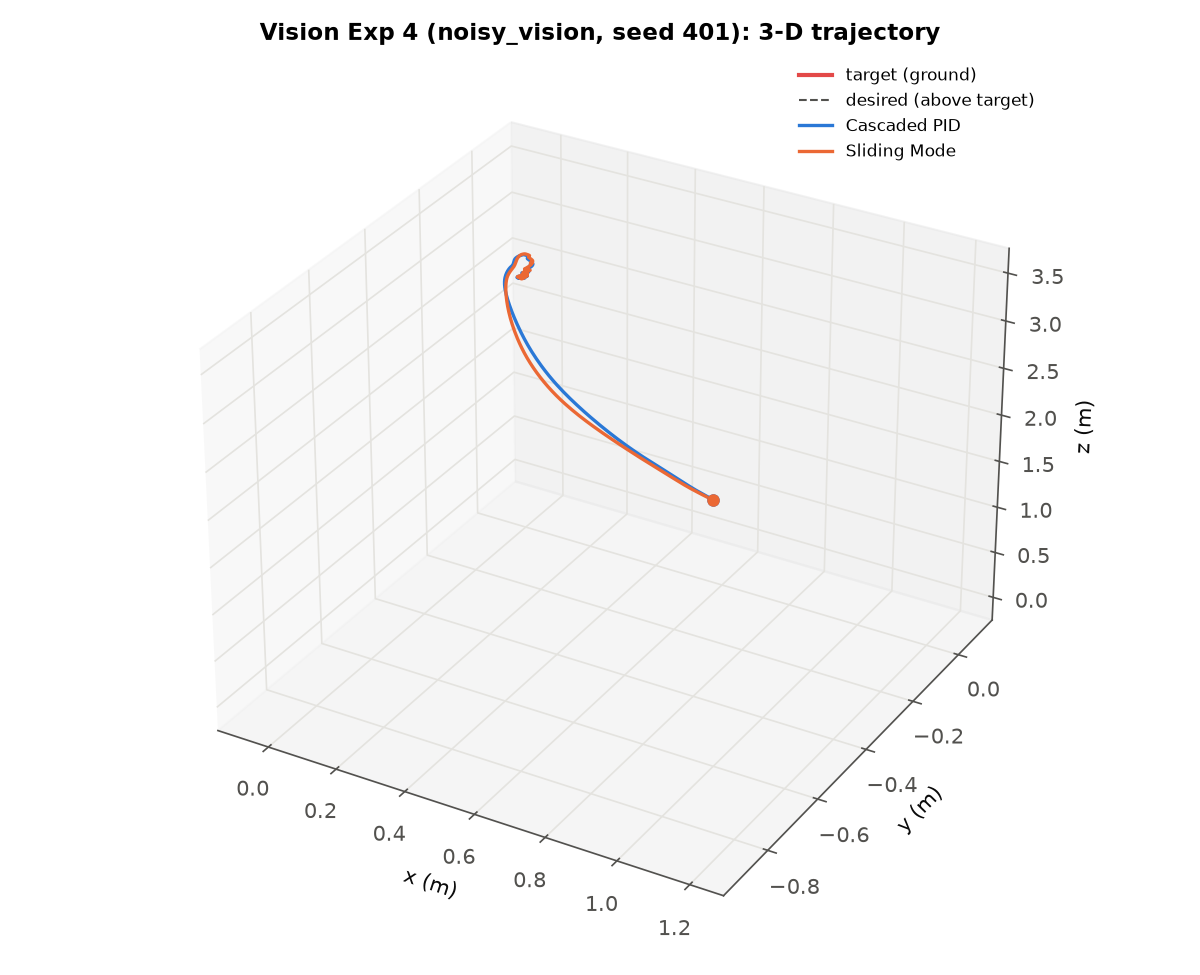 Vision Exp 4 (noisy_vision, seed 401): 3-D trajectory
target (ground)
desired (above target)
Cascaded PID
Sliding Mode
3.5
3.0
2.5
2.0
1.5
1.0
0.5
0.0
z (m)
0.0
−0.2
−0.4
−0.6
−0.8
y (m)
0.0
0.2
0.4
0.6
0.8
1.0
1.2
x (m)